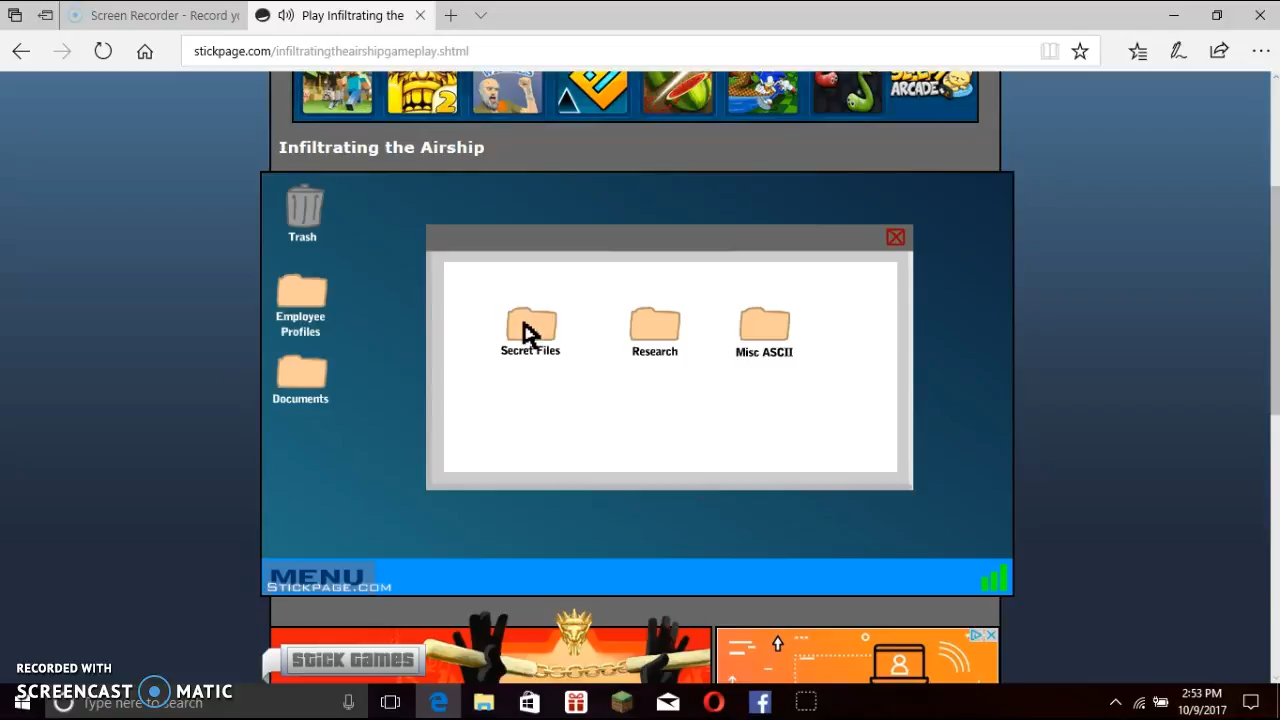 Screen Recorder - Record yo
Play Infiltrating the
stickpage.com/infiltratingtheairshipgameplay.shtml
2
ARCADE
Infiltrating the Airship
Trash
Employee
Profiles
Documents
Secret Files
Research
Misc ASCII
MENU
STICKPAGE.COM
STICK GAMES
RECORDED WITH
SCREENCAST MATIC
Type here to search
2:53 PM
10/9/2017